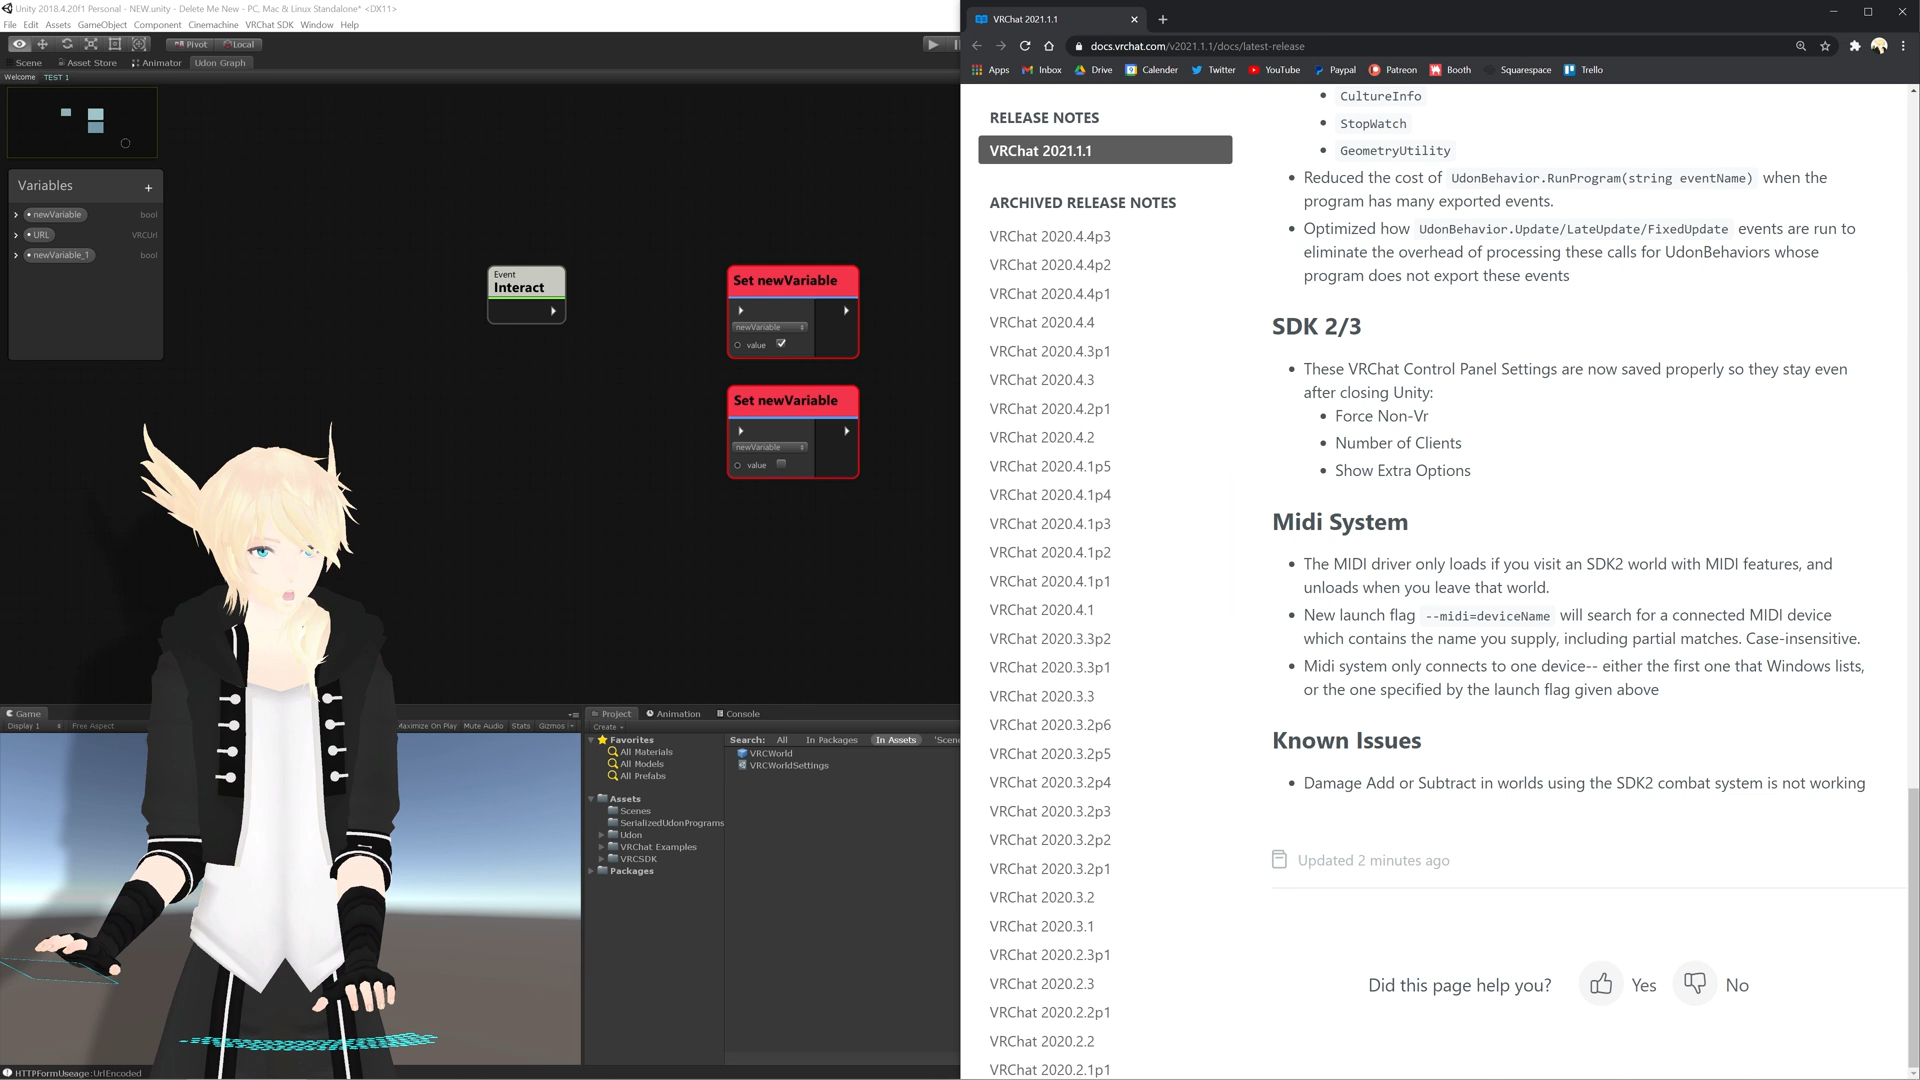 Unity 2018.4.20f1 Personal - NEW.unity - Delete Me New - PC, Mac & Linux Standalone* <DX11>
File Edit Assets GameObject Component Cinemachine VRChat SDK Window Help
Pivot Local
Scene Asset Store Animator Udon Graph
Welcome TEST 1
Variables +
newVariable bool
URL VRCUrl
newVariable_1 bool
Event
Interact
Set newVariable
newVariable
value
Set newVariable
newVariable
value
Game
Display 1 Free Aspect Maximize On Play Mute Audio Stats Gizmos
Project Animation Console
Create
Favorites
All Materials
All Models
All Prefabs
Assets
Scenes
SerializedUdonPrograms
Udon
VRChat Examples
VRCSDK
Packages
Search: All In Packages In Assets 'Scene
VRCWorld
VRCWorldSettings
HTTPFormUseage:UrlEncoded
VRChat 2021.1.1
docs.vrchat.com/v2021.1.1/docs/latest-release
Apps Inbox Drive Calender Twitter YouTube Paypal Patreon Booth Squarespace Trello
RELEASE NOTES
VRChat 2021.1.1
ARCHIVED RELEASE NOTES
VRChat 2020.4.4p3
VRChat 2020.4.4p2
VRChat 2020.4.4p1
VRChat 2020.4.4
VRChat 2020.4.3p1
VRChat 2020.4.3
VRChat 2020.4.2p1
VRChat 2020.4.2
VRChat 2020.4.1p5
VRChat 2020.4.1p4
VRChat 2020.4.1p3
VRChat 2020.4.1p2
VRChat 2020.4.1p1
VRChat 2020.4.1
VRChat 2020.3.3p2
VRChat 2020.3.3p1
VRChat 2020.3.3
VRChat 2020.3.2p6
VRChat 2020.3.2p5
VRChat 2020.3.2p4
VRChat 2020.3.2p3
VRChat 2020.3.2p2
VRChat 2020.3.2p1
VRChat 2020.3.2
VRChat 2020.3.1
VRChat 2020.2.3p1
VRChat 2020.2.3
VRChat 2020.2.2p1
VRChat 2020.2.2
VRChat 2020.2.1p1
CultureInfo
StopWatch
GeometryUtility
Reduced the cost of UdonBehavior.RunProgram(string eventName) when the
program has many exported events.
Optimized how UdonBehavior.Update/LateUpdate/FixedUpdate events are run to
eliminate the overhead of processing these calls for UdonBehaviors whose
program does not export these events
SDK 2/3
These VRChat Control Panel Settings are now saved properly so they stay even
after closing Unity:
Force Non-Vr
Number of Clients
Show Extra Options
Midi System
The MIDI driver only loads if you visit an SDK2 world with MIDI features, and
unloads when you leave that world.
New launch flag --midi=deviceName will search for a connected MIDI device
which contains the name you supply, including partial matches. Case-insensitive.
Midi system only connects to one device-- either the first one that Windows lists,
or the one specified by the launch flag given above
Known Issues
Damage Add or Subtract in worlds using the SDK2 combat system is not working
Updated 2 minutes ago
Did this page help you? Yes No